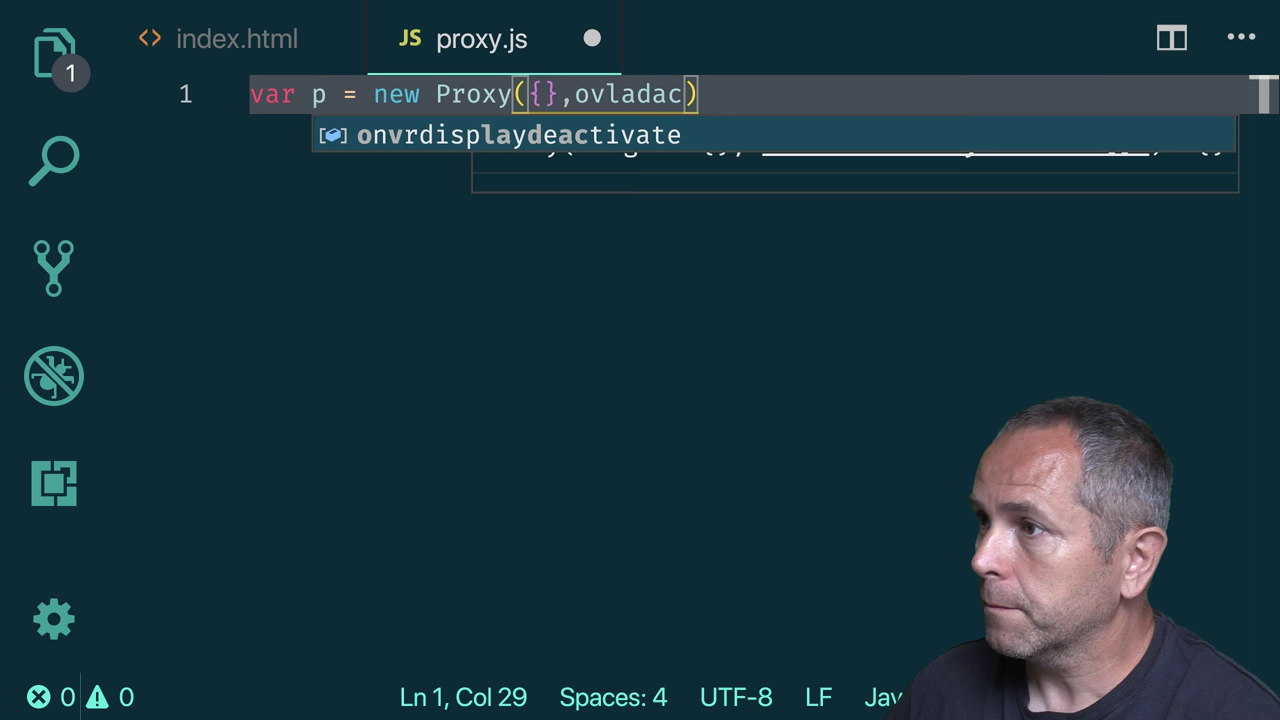 index.html
JS proxy.js
1
1 var p = new Proxy({},ovladac)
onvrdisplaydeactivate
0 0 Ln 1, Col 29 Spaces: 4 UTF-8 LF Jav